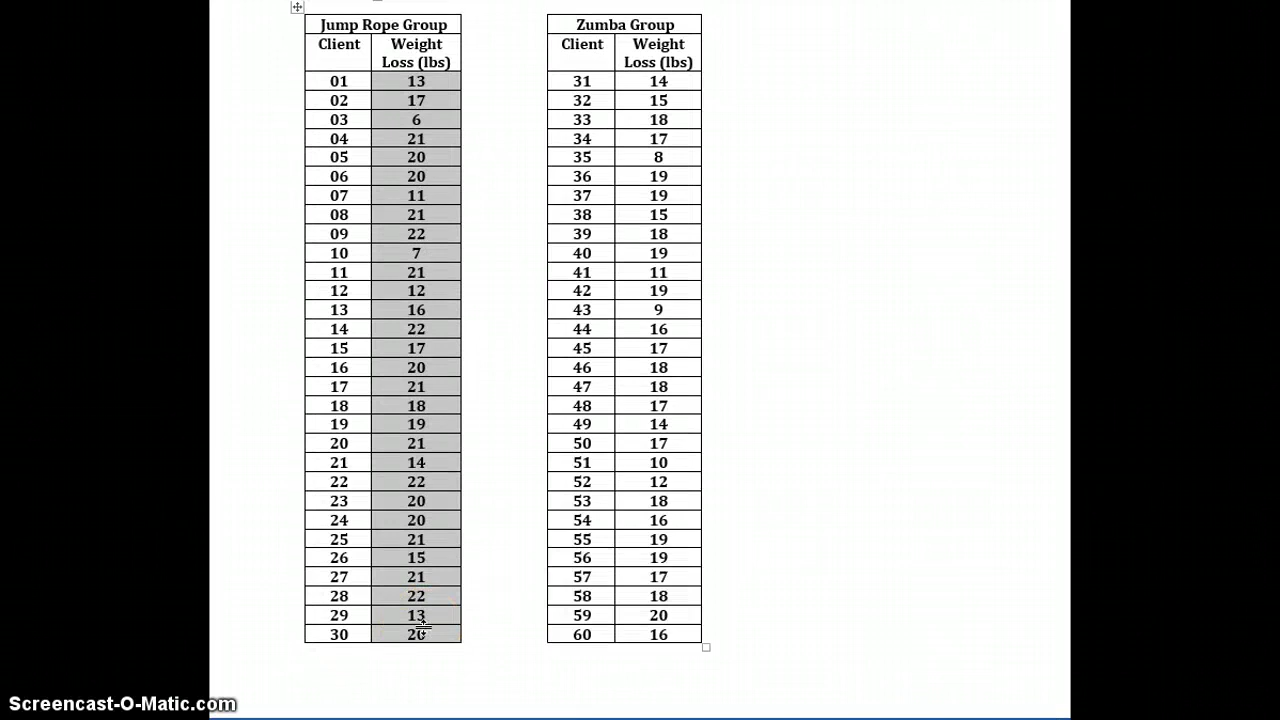 Jump Rope Group Zumba Group
Client Weight Loss (lbs) Client Weight Loss (lbs)
01 13 31 14
02 17 32 15
03 6 33 18
04 21 34 17
05 20 35 8
06 20 36 19
07 11 37 19
08 21 38 15
09 22 39 18
10 7 40 19
11 21 41 11
12 12 42 19
13 16 43 9
14 22 44 16
15 17 45 17
16 20 46 18
17 21 47 18
18 18 48 17
19 19 49 14
20 21 50 17
21 14 51 10
22 22 52 12
23 20 53 18
24 20 54 16
25 21 55 19
26 15 56 19
27 21 57 17
28 22 58 18
29 13 59 20
30 20 60 16
Screencast-O-Matic.com